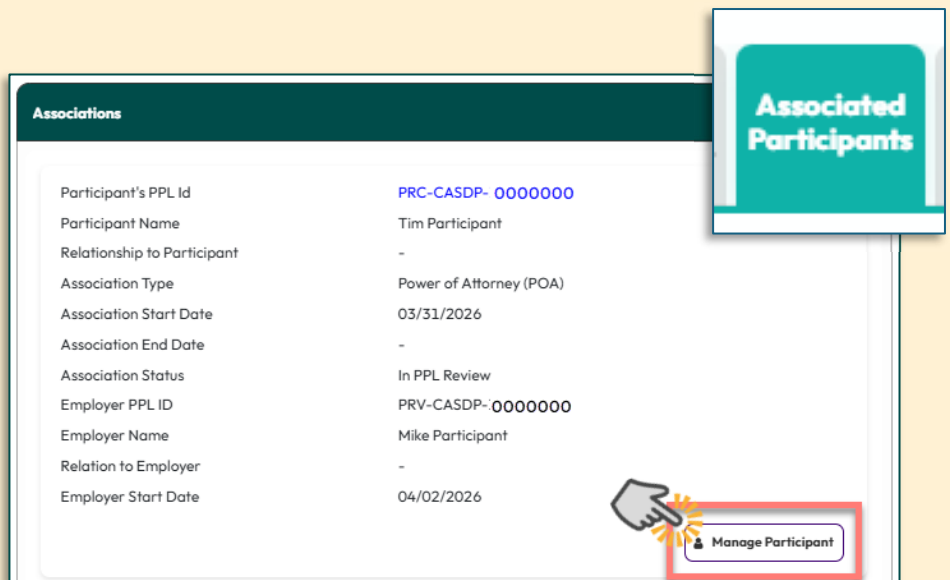 Associated
Participants
Associations
Participant's PPL Id PRC-CASDP- 0000000
Participant Name Tim Participant
Relationship to Participant -
Association Type Power of Attorney (POA)
Association Start Date 03/31/2026
Association End Date -
Association Status In PPL Review
Employer PPL ID PRV-CASDP- 0000000
Employer Name Mike Participant
Relation to Employer -
Employer Start Date 04/02/2026
Manage Participant